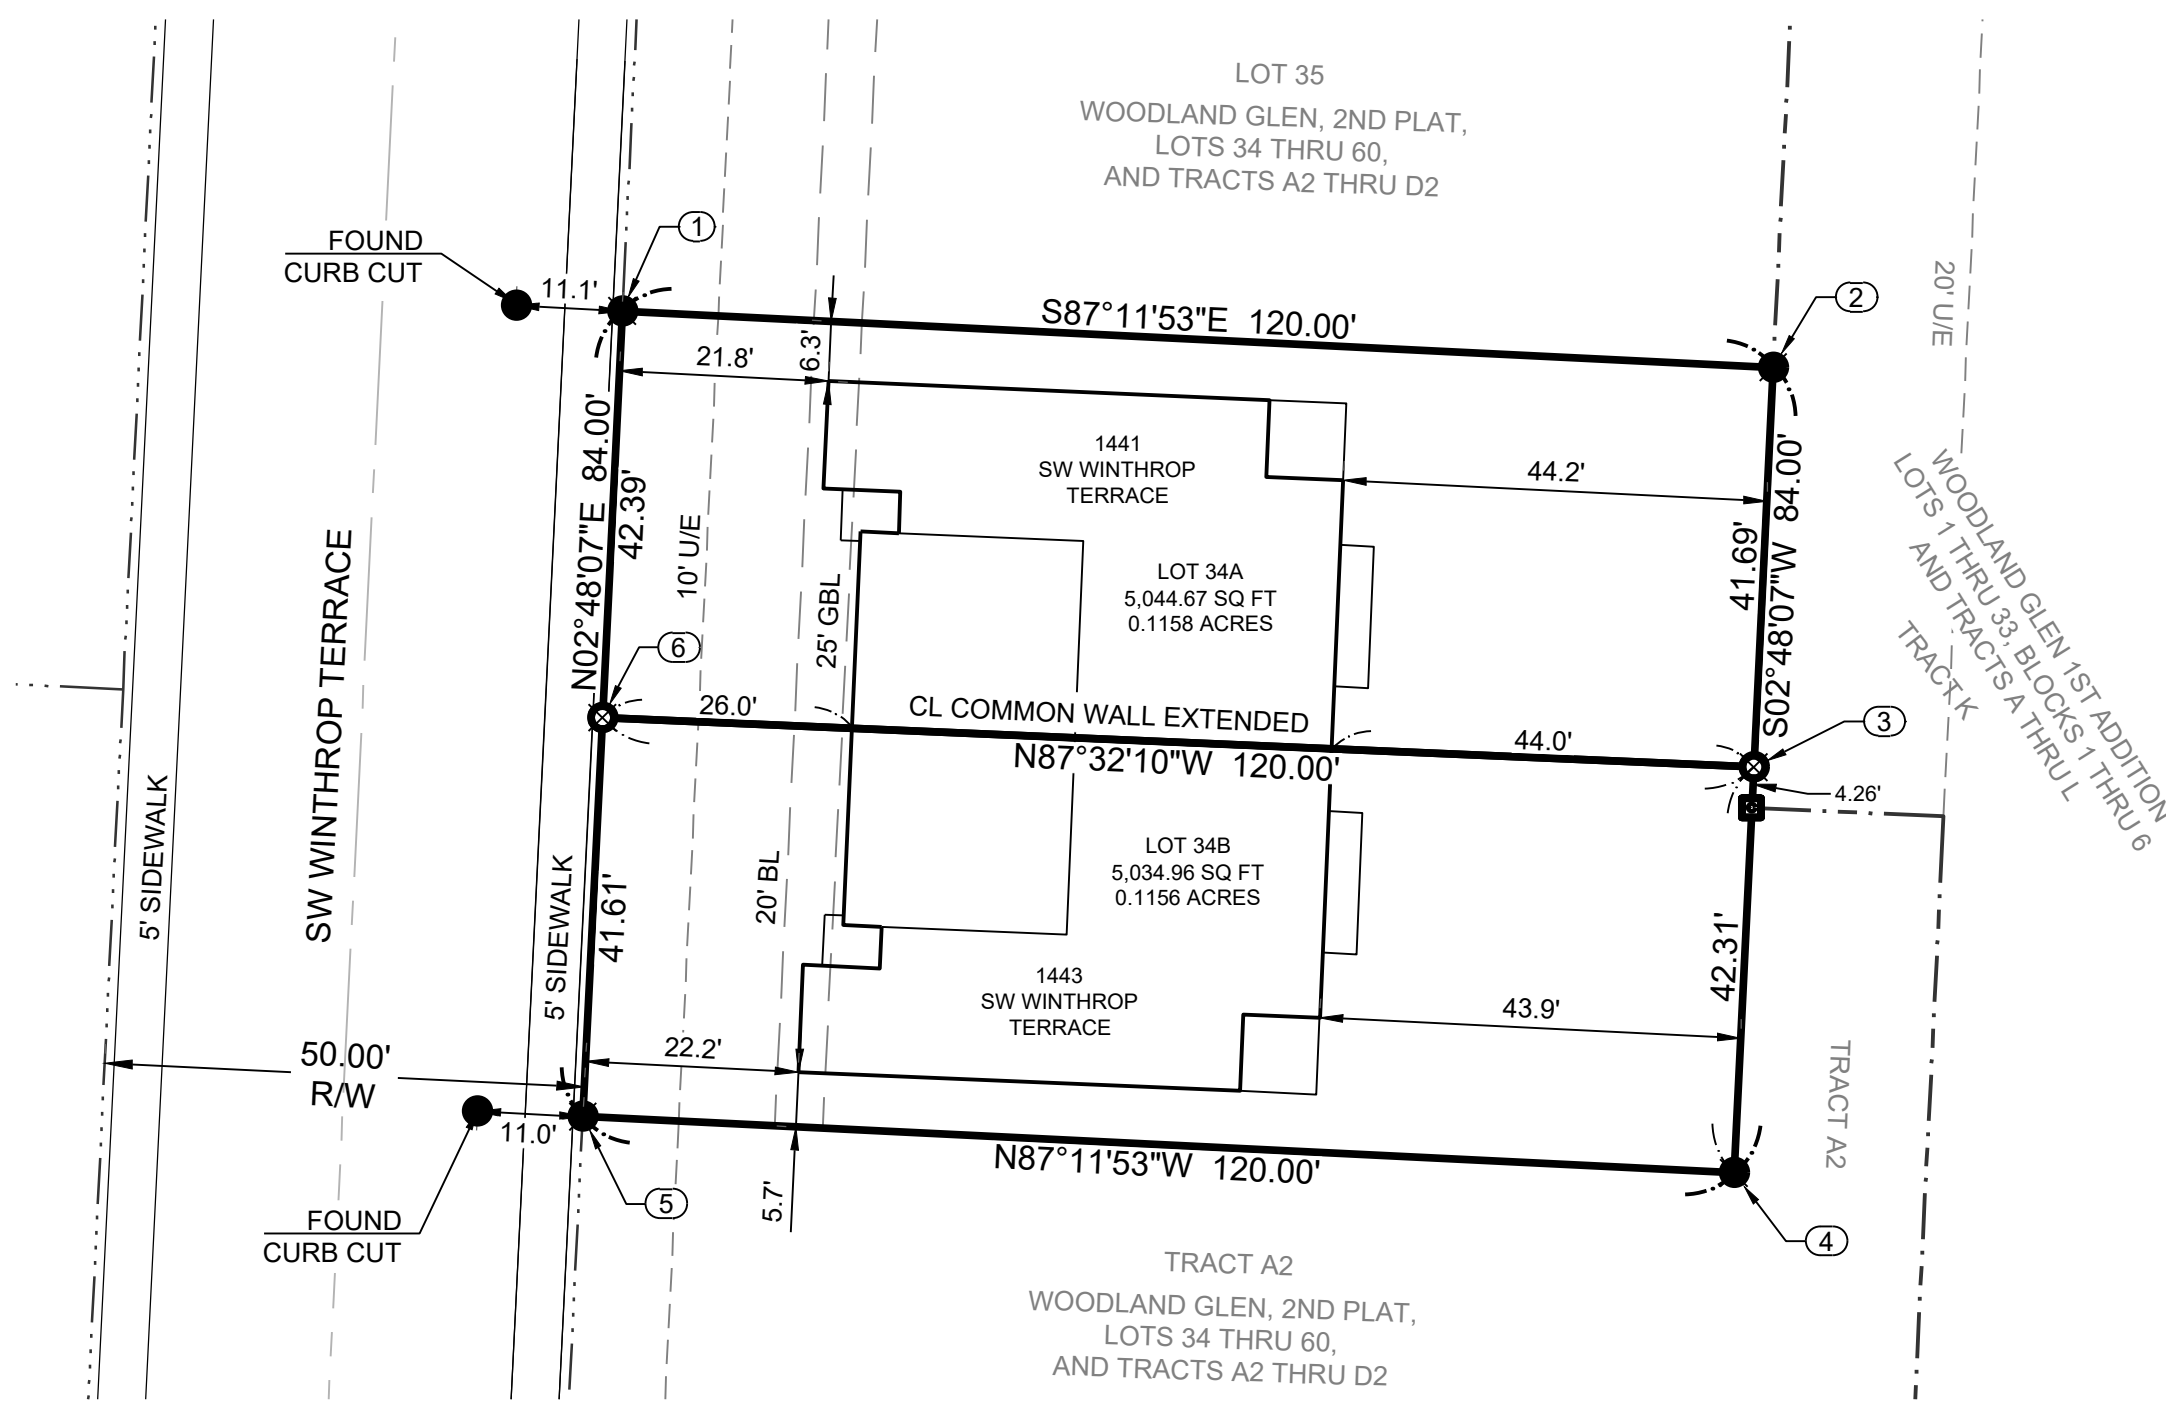 LOT 35
WOODLAND GLEN, 2ND PLAT,
LOTS 34 THRU 60,
AND TRACTS A2 THRU D2
FOUND
CURB CUT
11.1'
1
2
S87°11'53"E 120.00'
20' U/E
21.8'
6.3'
N02°48'07"E 84.00'
42.39'
1441
SW WINTHROP
TERRACE
44.2'
S02°48'07"W 84.00'
41.69'
WOODLAND GLEN 1ST ADDITION
LOTS 1 THRU 33, BLOCKS 1 THRU 6
AND TRACTS A THRU L
TRACT K
10' U/E
25' GBL
LOT 34A
5,044.67 SQ FT
0.1158 ACRES
SW WINTHROP TERRACE
6
26.0'
CL COMMON WALL EXTENDED
N87°32'10"W 120.00'
44.0'
3
4.26'
5' SIDEWALK
5' SIDEWALK
41.61'
20' BL
LOT 34B
5,034.96 SQ FT
0.1156 ACRES
42.31'
1443
SW WINTHROP
TERRACE
43.9'
50.00'
R/W
22.2'
TRACT A2
11.0'
N87°11'53"W 120.00'
5.7'
5
4
FOUND
CURB CUT
TRACT A2
WOODLAND GLEN, 2ND PLAT,
LOTS 34 THRU 60,
AND TRACTS A2 THRU D2